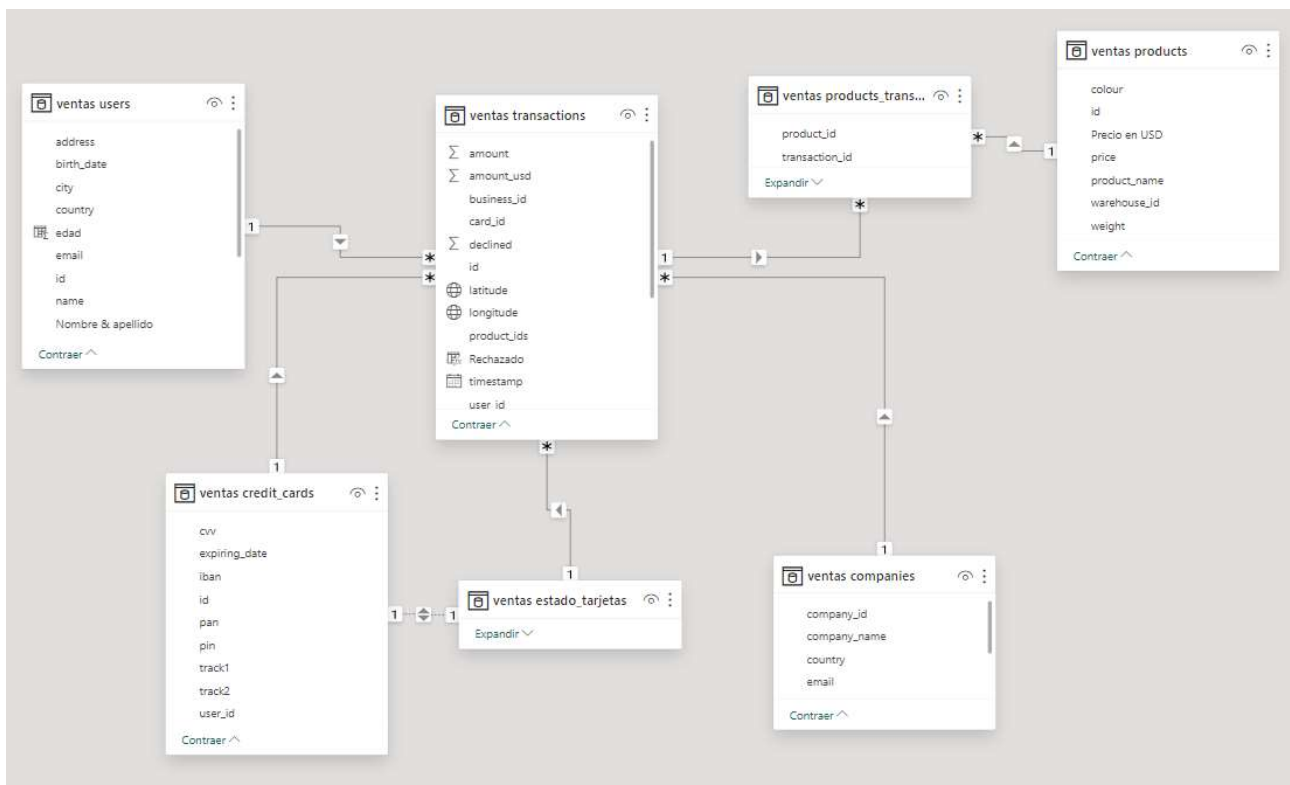 ventas users
address
birth_date
city
country
edad
email
id
name
Nombre & apellido
Contraer
1
*
ventas transactions
amount
amount_usd
business_id
card_id
declined
id
latitude
longitude
product_ids
Rechazado
timestamp
user_id
Contraer
*
1
*
*
ventas products_trans...
product_id
transaction_id
Expandir
*
*
1
ventas products
colour
id
Precio en USD
price
product_name
warehouse_id
weight
Contraer
1
ventas credit_cards
cvv
expiring_date
iban
id
pan
pin
track1
track2
user_id
Contraer
1
1
1
ventas estado_tarjetas
Expandir
1
ventas companies
company_id
company_name
country
email
Contraer